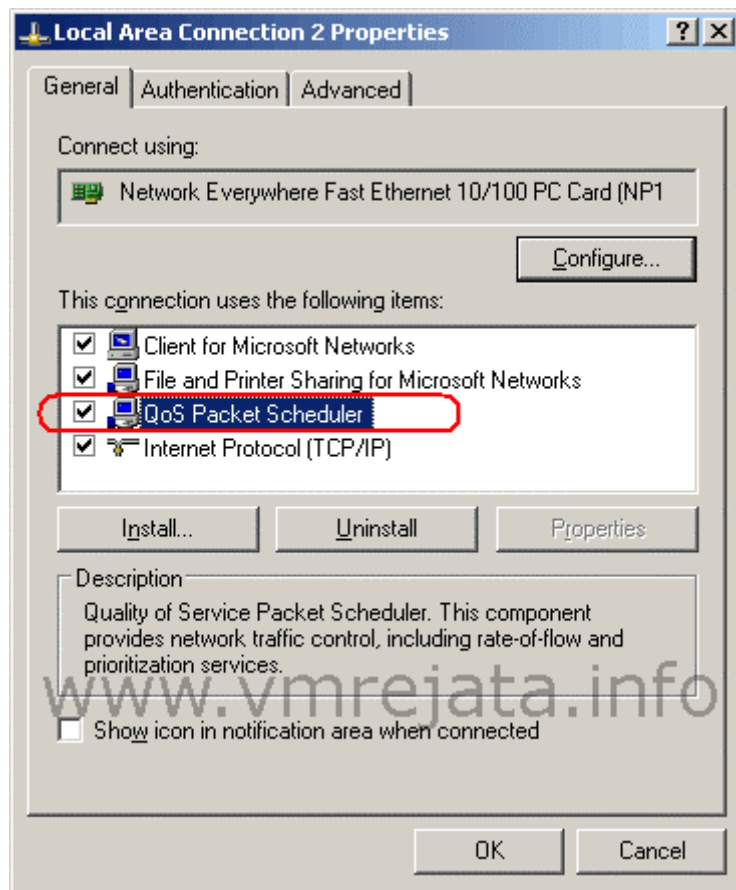 Local Area Connection 2 Properties
General Authentication Advanced
Connect using:
Network Everywhere Fast Ethernet 10/100 PC Card (NP1
Configure...
This connection uses the following items:
Client for Microsoft Networks
File and Printer Sharing for Microsoft Networks
QoS Packet Scheduler
Internet Protocol (TCP/IP)
Install... Uninstall Properties
Description
Quality of Service Packet Scheduler. This component
provides network traffic control, including rate-of-flow and
prioritization services.
www.vmrejata.info
Show icon in notification area when connected
OK Cancel